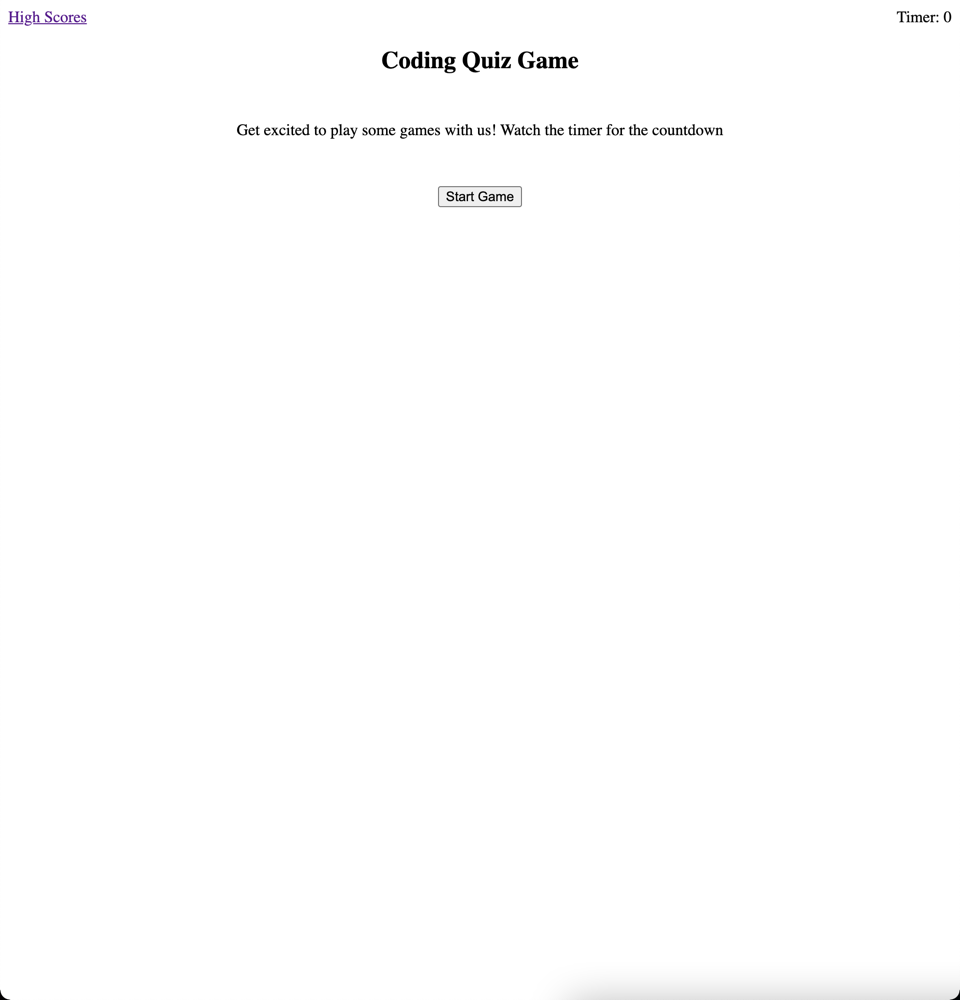 High Scores
Timer: 0
Coding Quiz Game
Get excited to play some games with us! Watch the timer for the countdown
Start Game